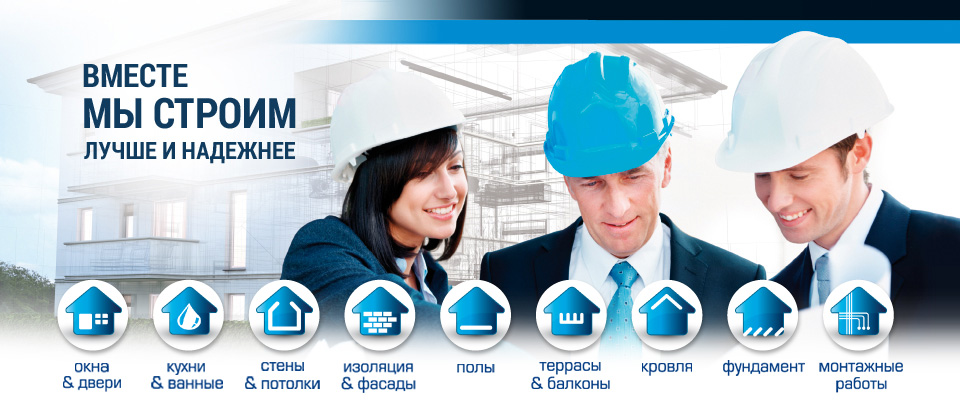 ВМЕСТЕ
МЫ СТРОИМ
ЛУЧШЕ И НАДЕЖНЕЕ
окна
& двери
кухни
& ванные
стены
& потолки
изоляция
& фасады
полы
террасы
& балконы
кровля
фундамент
монтажные
работы